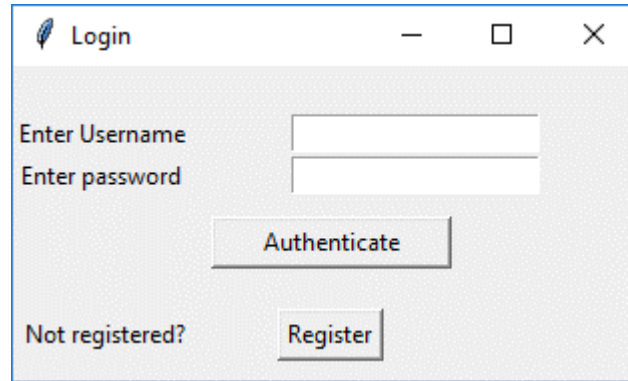 Login
Enter Username
Enter password
Authenticate
Not registered? Register